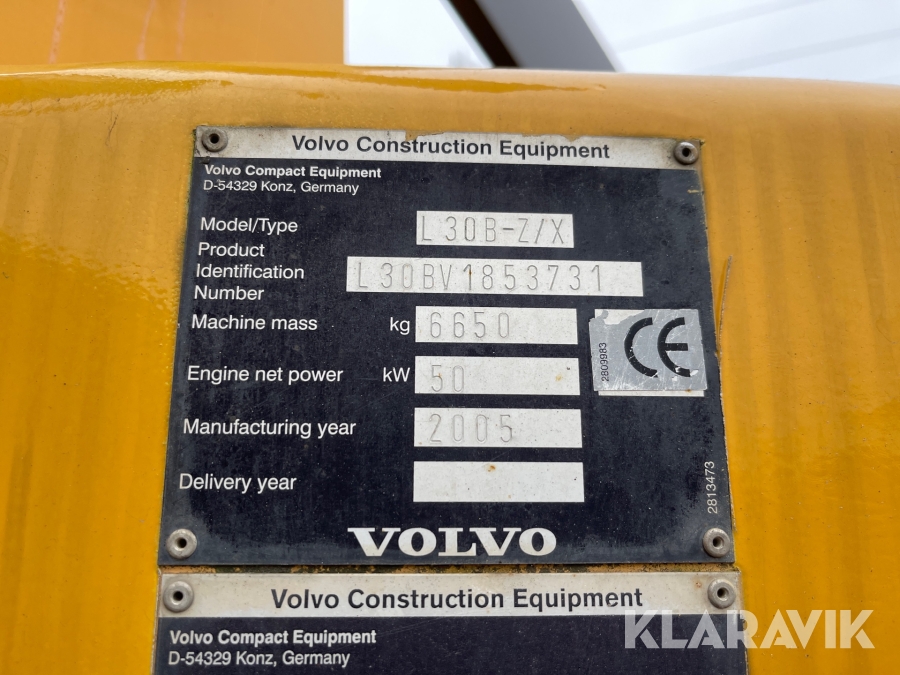 Volvo Construction Equipment
Volvo Compact Equipment
D-54329 Konz, Germany
Model/Type L30B-Z/X
Product
Identification L30BV1853731
Number
Machine mass kg 6650
Engine net power kW 50
Manufacturing year 2005
Delivery year
CE
2809983
2813473
VOLVO
Volvo Construction Equipment
Volvo Compact Equipment
D-54329 Konz, Germany
KLARAVIK